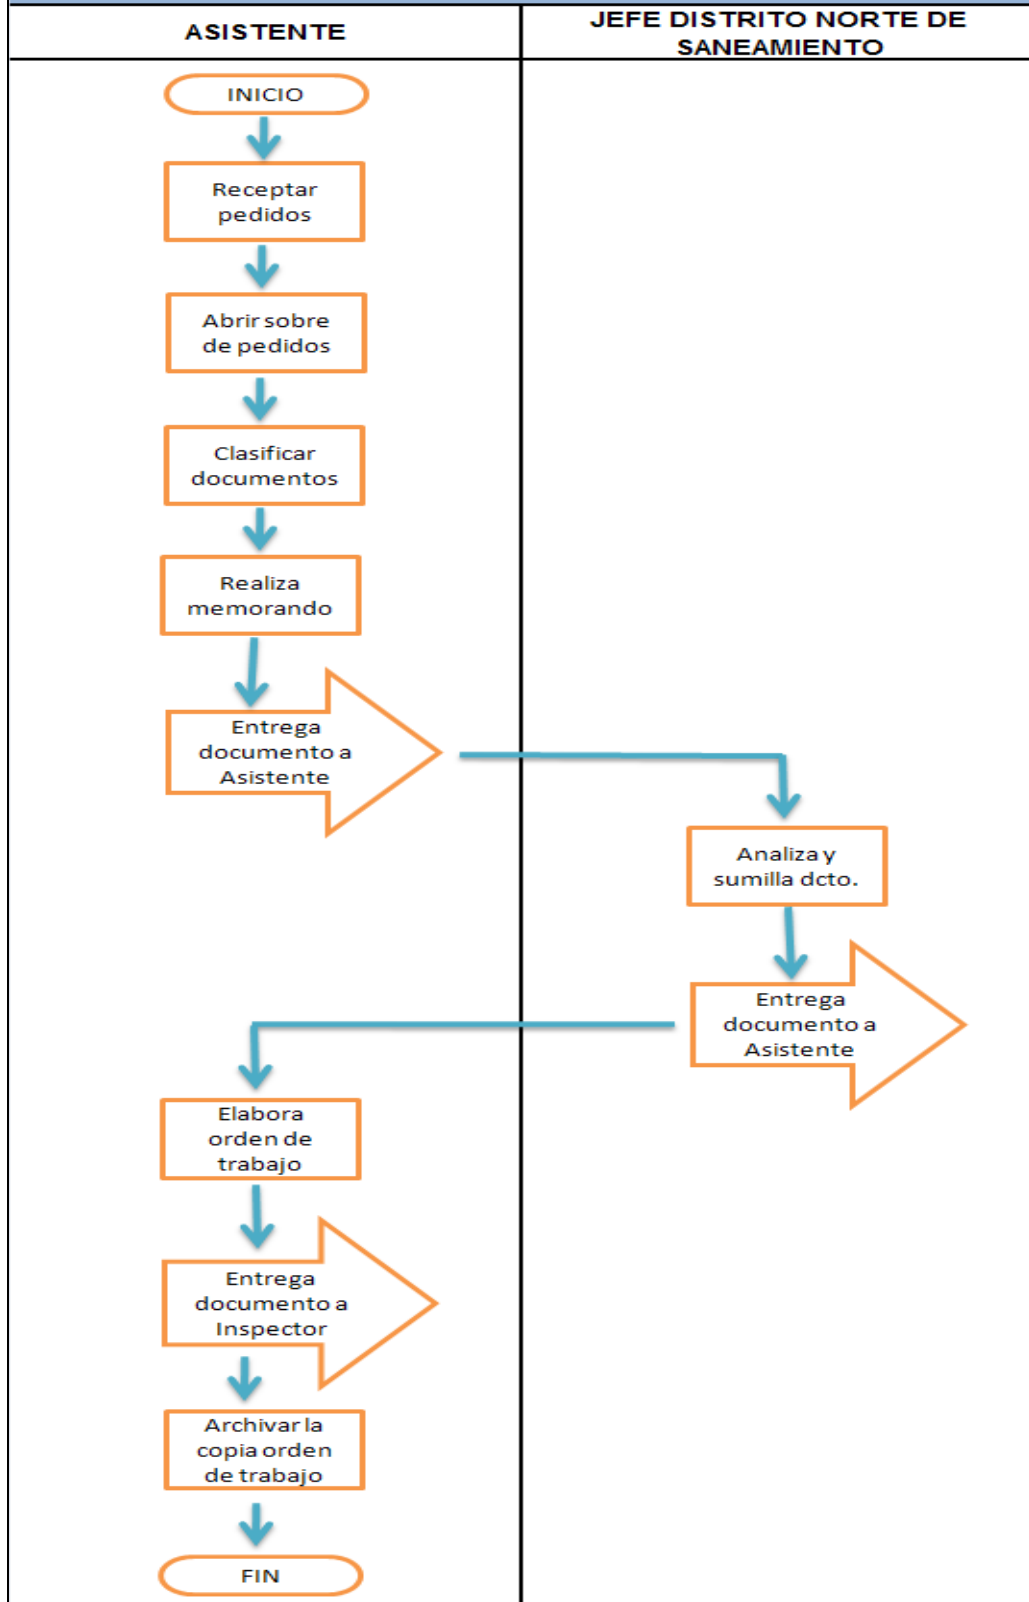 ASISTENTE
JEFE DISTRITO NORTE DE
SANEAMIENTO
INICIO
Receptar
pedidos
Abrir sobre
de pedidos
Clasificar
documentos
Realiza
memorando
Entrega
documento a
Asistente
Analiza y
sumilla dcto.
Entrega
documento a
Asistente
Elabora
orden de
trabajo
Entrega
documento a
Inspector
Archivar la
copia orden
de trabajo
FIN